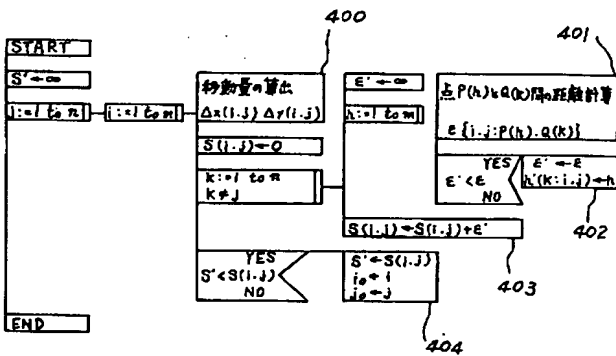 400
401
START
S'←∞
j:=1 to n
i:=1 to m
移動量の算出
Δx(i.j) Δy(i.j)
S(i.j)←0
k:=1 to n
k≠j
ε'←∞
h:=1 to m
点P(h)とQ(k)間の距離計算
ε{i.j:P(h).Q(k)}
YES
ε'<ε
NO
ε'←ε
h'(k:i.j)←h
402
S(i.j)←S(i.j)+ε'
403
YES
S'<S(i.j)
NO
S'←S(i.j)
i₀←i
j₀←j
404
END